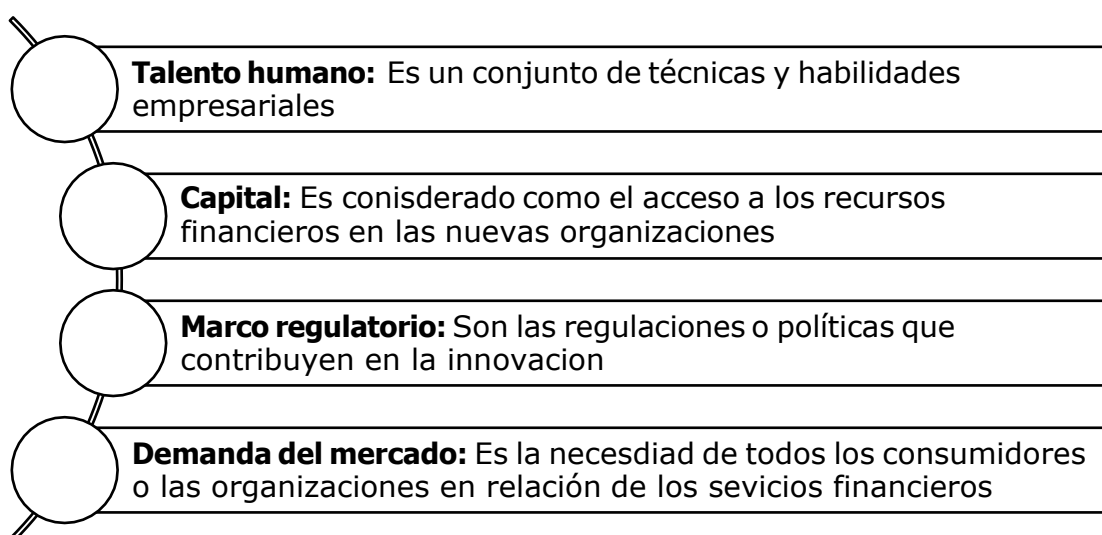 Talento humano: Es un conjunto de técnicas y habilidades
empresariales
Capital: Es conisderado como el acceso a los recursos
financieros en las nuevas organizaciones
Marco regulatorio: Son las regulaciones o políticas que
contribuyen en la innovacion
Demanda del mercado: Es la necesdiad de todos los consumidores
o las organizaciones en relación de los sevicios financieros